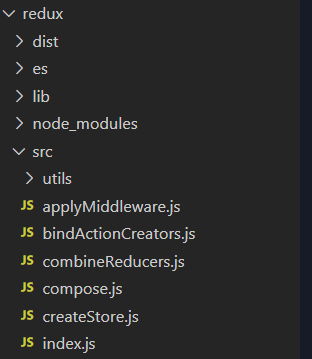 redux
dist
es
lib
node_modules
src
utils
JS applyMiddleware.js
JS bindActionCreators.js
JS combineReducers.js
JS compose.js
JS createStore.js
JS index.js